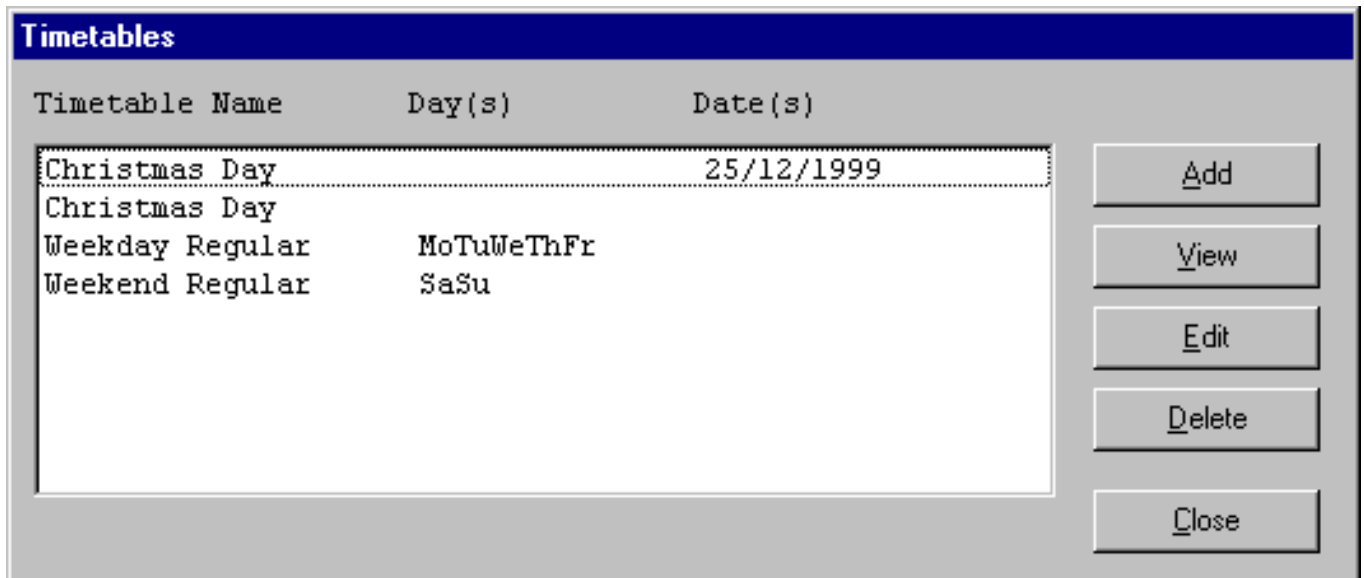 Timetables
Timetable Name Day(s) Date(s)
Christmas Day 25/12/1999
Christmas Day
Weekday Regular MoTuWeThFr
Weekend Regular SaSu
Add
View
Edit
Delete
Close